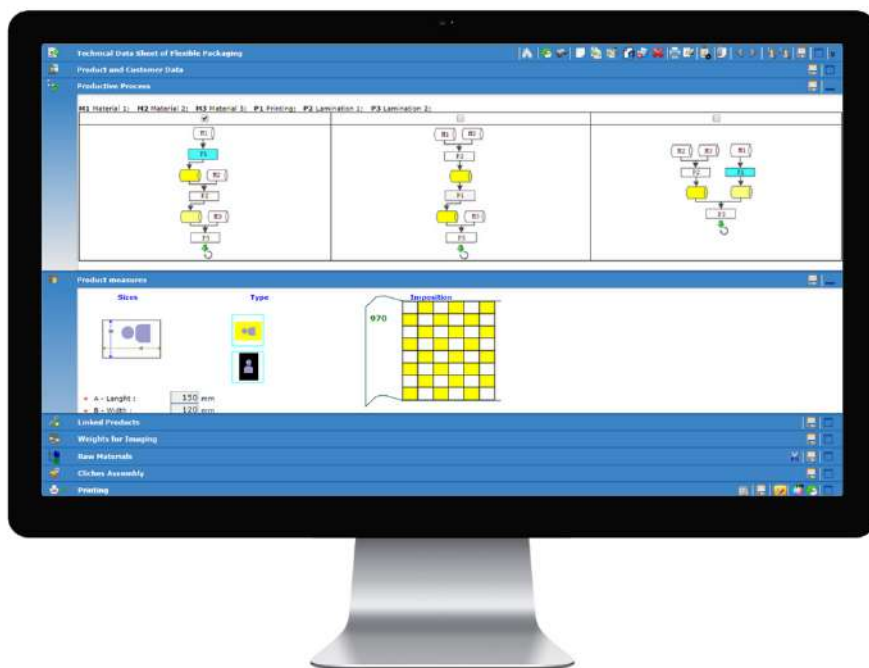 Technical Data Sheet of Flexible Packaging
Product and Customer Data
Productive Process
M1 Material 1; M2 Material 2; M3 Material 3; P1 Printing; P2 Lamination 1; P3 Lamination 2;
M1
M2 M3
M2 M3 M1
P1
P2
P2 P1
M2
P2
P1
M3
M3
P3
P3
P3
Product measures
Sizes Type Imposition
970
A - Lenght : 150 mm
B - Width : 120 mm
Linked Products
Weights for Imaging
Raw Materials
Cliches Assembly
Printing